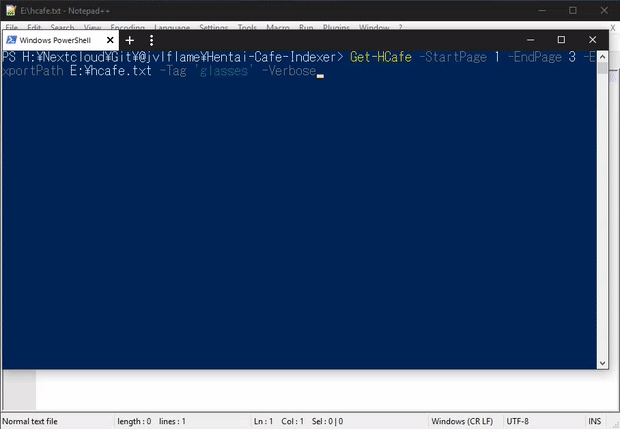 E:\hcafe.txt - Notepad++
File Edit Search View Encoding Language Settings Tools Macro Run Plugins Window ?
X
Windows PowerShell
PS H:¥Nextcloud¥Git¥@jvlflame¥Hentai-Cafe-Indexer> Get-HCafe -StartPage 1 -EndPage 3 -E
xportPath E:¥hcafe.txt -Tag 'glasses' -Verbose
Normal text file length : 0 lines : 1 Ln : 1 Col : 1 Sel : 0 | 0 Windows (CR LF) UTF-8 INS